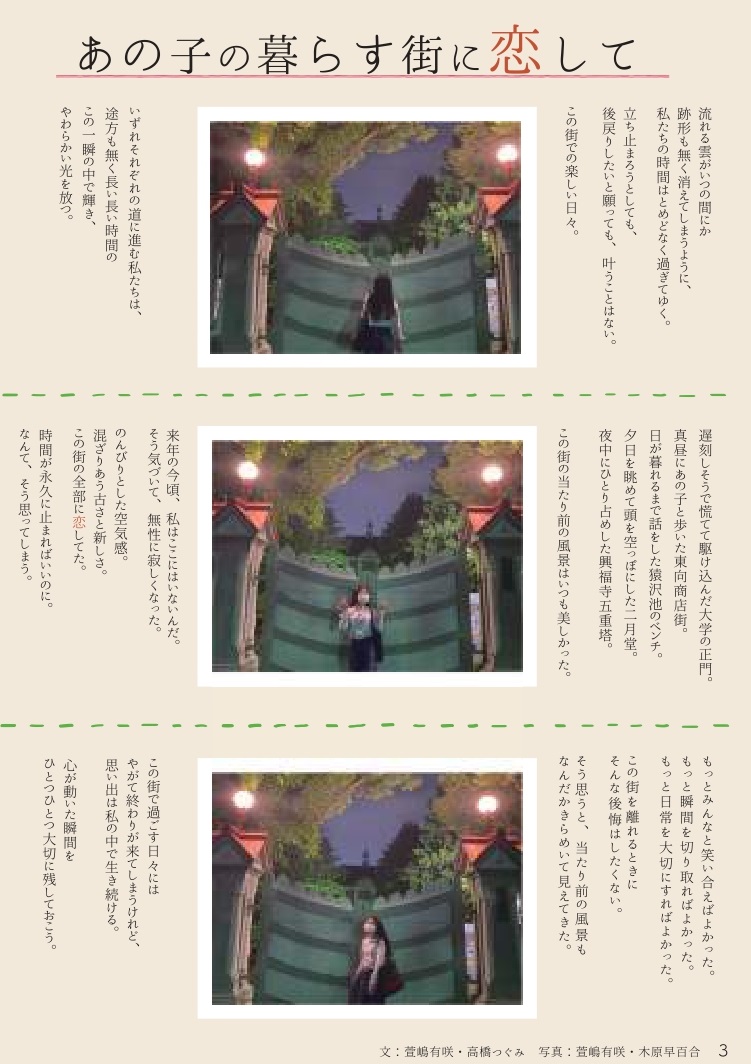 あの子の暮らす街に恋して
流れる雲がいつの間にか
跡形も無く消えてしまうように、
私たちの時間はとめどなく過ぎてゆく。
立ち止まろうとしても、
後戻りしたいと願っても、叶うことはない。
この街での楽しい日々。
いずれそれぞれの道に進む私たちは、
途方も無く長い長い時間の
この一瞬の中で輝き、
やわらかい光を放つ。
遅刻しそうで慌てて駆け込んだ大学の正門。
真昼にあの子と歩いた東向商店街。
日が暮れるまで話をした猿沢池のベンチ。
夕日を眺めて頭を空っぽにした二月堂。
夜中にひとり占めした興福寺五重塔。
この街の当たり前の風景はいつも美しかった。
来年の今頃、私はここにはいないんだ。
そう気づいて、無性に寂しくなった。
のんびりとした空気感。
混ざりあう古さと新しさ。
この街の全部に恋してた。
時間が永久に止まればいいのに。
なんて、そう思ってしまう。
もっとみんなと笑い合えばよかった。
もっと瞬間を切り取ればよかった。
もっと日常を大切にすればよかった。
この街を離れるときに
そんな後悔はしたくない。
そう思うと、当たり前の風景も
なんだかきらめいて見えてきた。
この街で過ごす日々には
やがて終わりが来てしまうけれど、
思い出は私の中で生き続ける。
心が動いた瞬間を
ひとつひとつ大切に残しておこう。
文：萱嶋有咲・高橋つぐみ　写真：萱嶋有咲・木原早百合
3